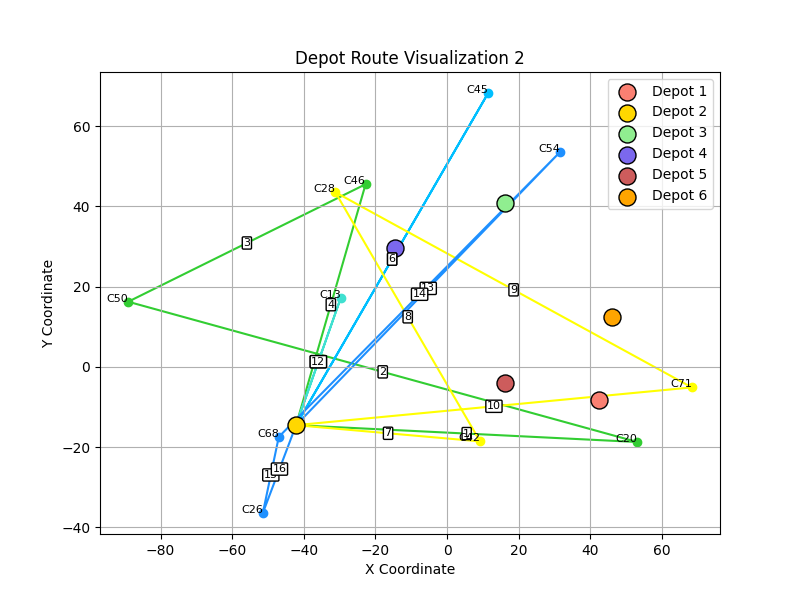 Depot Route Visualization 2
C45
Depot 1
Depot 2
Depot 3
Depot 4
Depot 5
Depot 6
60
C54
C46
C28
40
3
6
20
C50
C13
4
13
14
9
8
12
0
2
C71
10
C68
7
1
C20
−20
16
C26
−40
−80
−60
−40
−20
0
20
40
60
X Coordinate
Y Coordinate